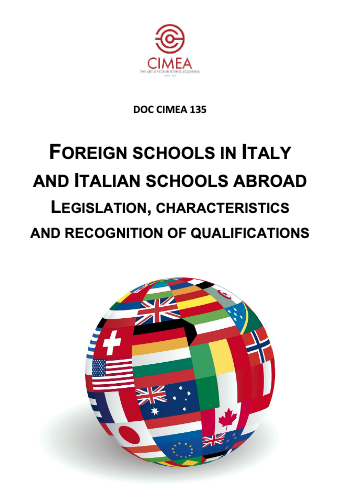 CIMEA
DOC CIMEA 135
FOREIGN SCHOOLS IN ITALY
AND ITALIAN SCHOOLS ABROAD
LEGISLATION, CHARACTERISTICS
AND RECOGNITION OF QUALIFICATIONS